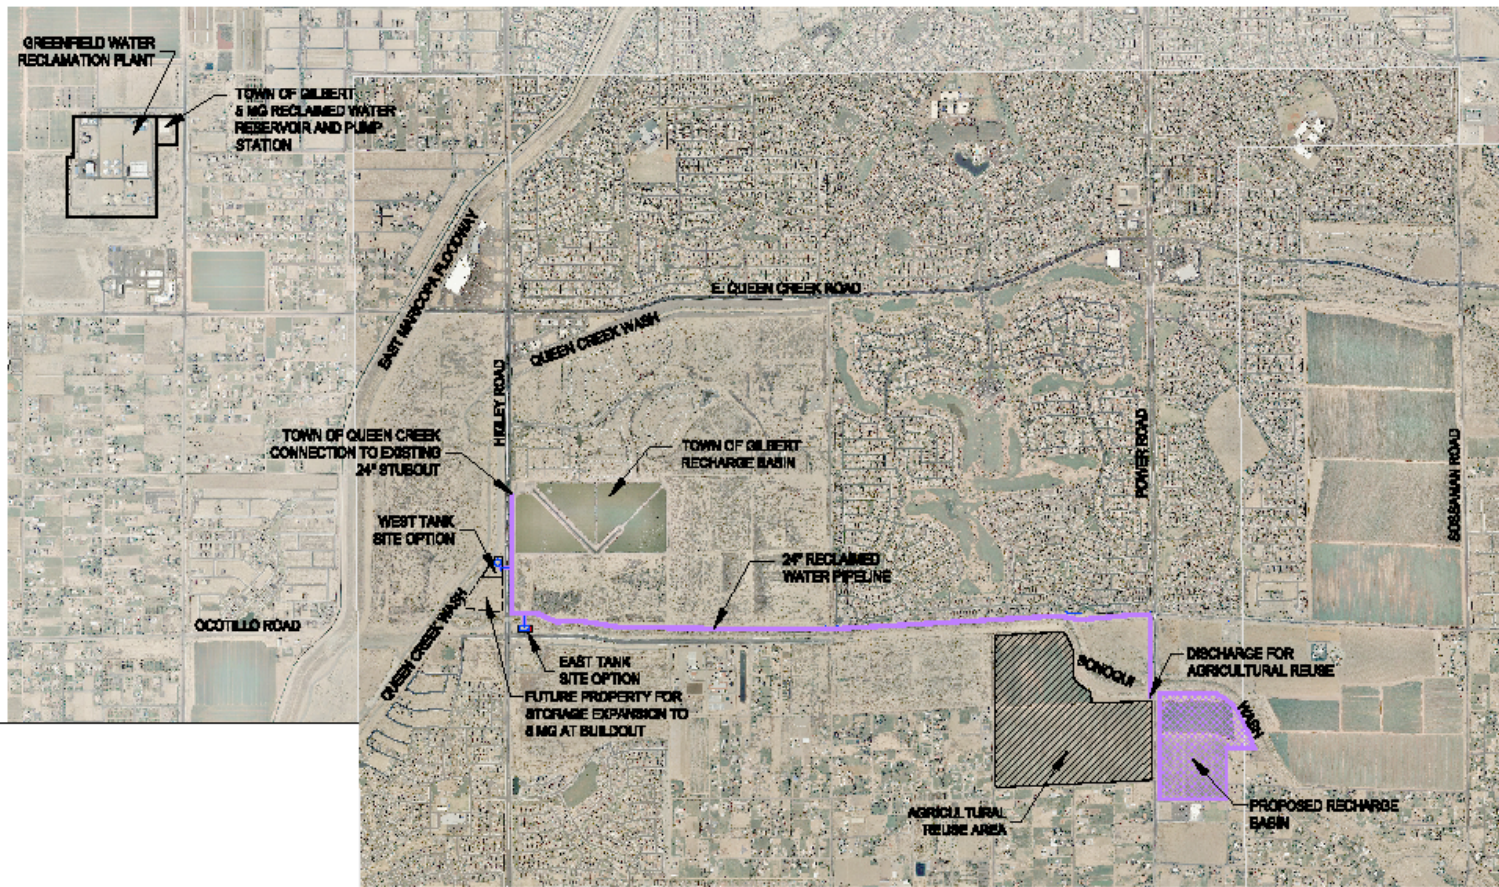 GREENFIELD WATER
RECLAMATION PLANT
TOWN OF GILBERT
8 MG RECLAIMED WATER
RESERVOIR AND PUMP
STATION
EAST MARICOPA FLOODWAY
E. QUEEN CREEK ROAD
QUEEN CREEK WASH
HIGLEY ROAD
TOWN OF QUEEN CREEK
CONNECTION TO EXISTING
24" STUBOUT
TOWN OF GILBERT
RECHARGE BASIN
POWER ROAD
SOSSAMAN ROAD
WEST TANK
SITE OPTION
24" RECLAIMED
WATER PIPELINE
QUEEN CREEK WASH
OCOTILLO ROAD
EAST TANK
SITE OPTION
FUTURE PROPERTY FOR
STORAGE EXPANSION TO
8 MG AT BUILDOUT
SONOQUI
WASH
DISCHARGE FOR
AGRICULTURAL REUSE
AGRICULTURAL
REUSE AREA
PROPOSED RECHARGE
BASIN